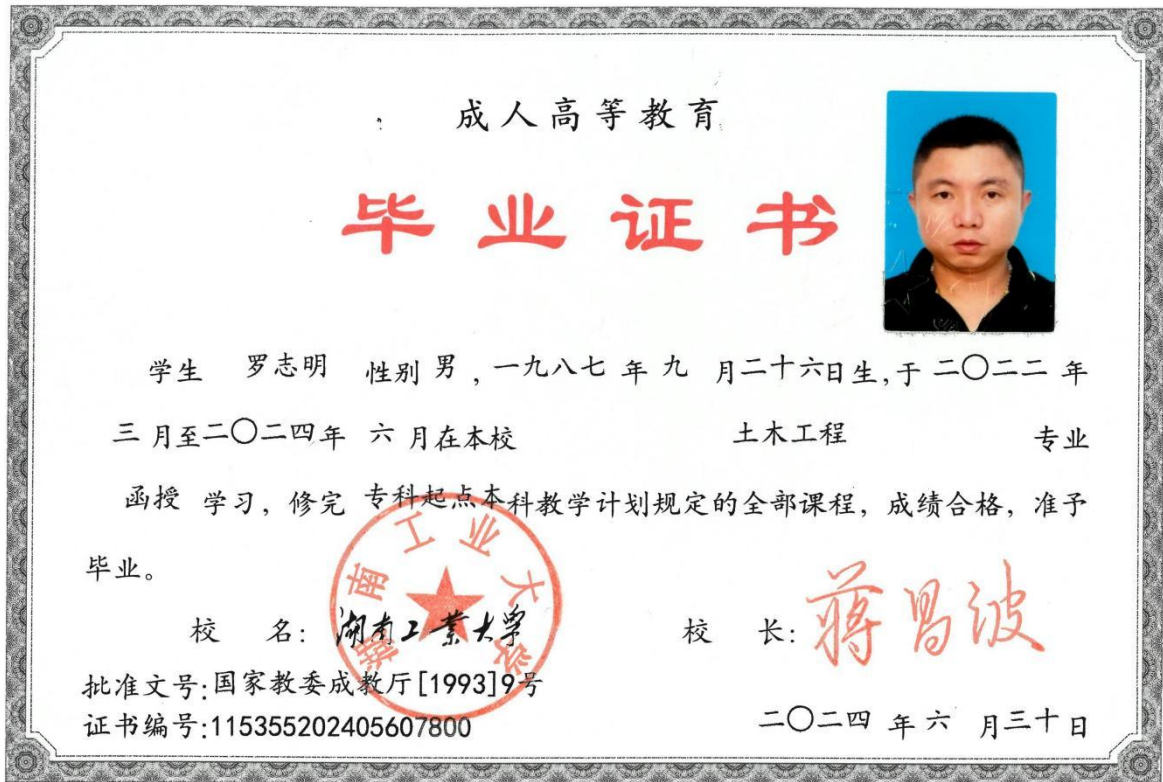 成人高等教育
毕业证书
学生 罗志明 性别 男 , 一九八七 年 九 月二十六日生, 于 二〇二二 年
三 月至二〇二四年 六 月在本校 土木工程 专业
函授 学习, 修完 专科起点本科教学计划规定的全部课程, 成绩合格, 准予
毕业。
湖南工业大学
校 名: 湖南工业大学 校 长: 蒋昌波
批准文号:国家教委成教厅[1993]9号
证书编号:115355202405607800 二〇二四 年 六 月三十日